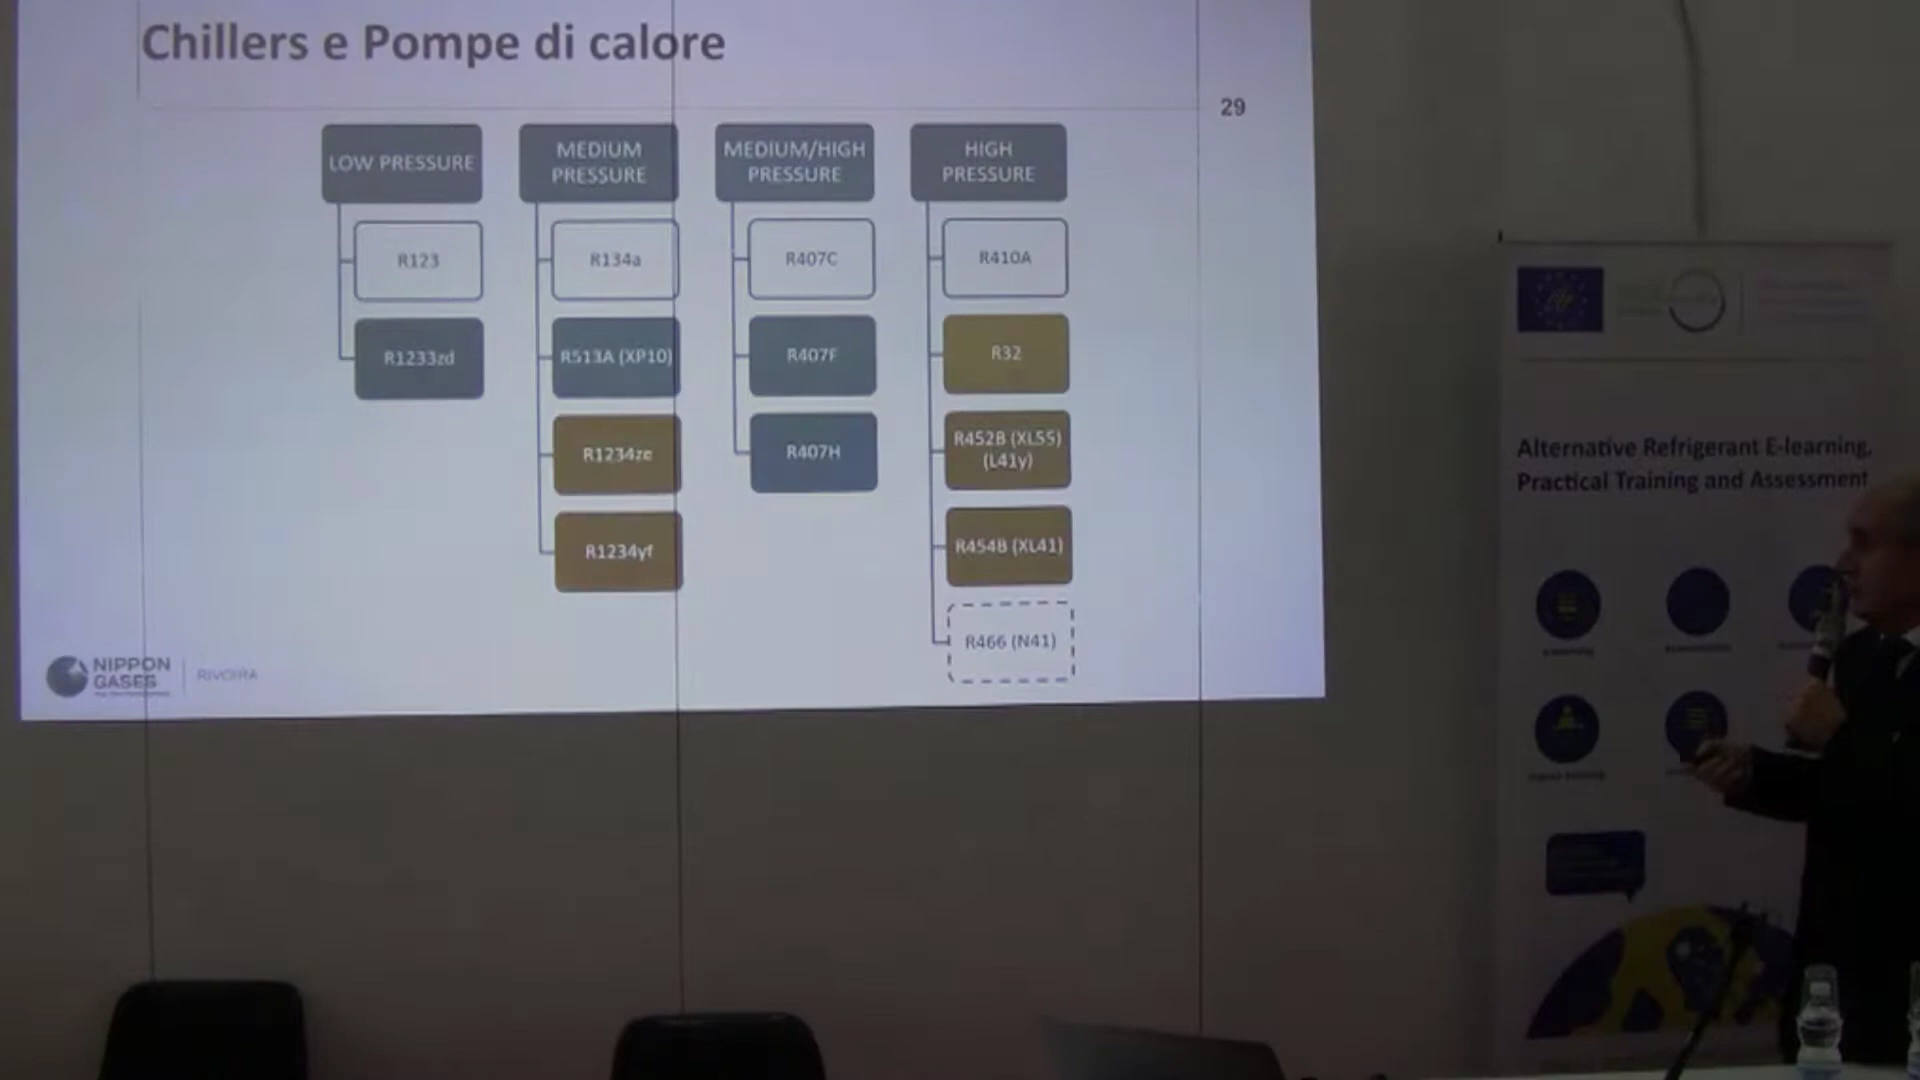 Chillers e Pompe di calore
29
LOW PRESSURE
R123
R1233zd
MEDIUM
PRESSURE
R134a
R513A (XP10)
R1234ze
R1234yf
MEDIUM/HIGH
PRESSURE
R407C
R407F
R407H
HIGH
PRESSURE
R410A
R32
R452B (XL55)
(L41y)
R454B (XL41)
R466 (N41)
NIPPON
GASES
RIVOIRA
Alternative Refrigerant E-learning,
Practical Training and Assessment